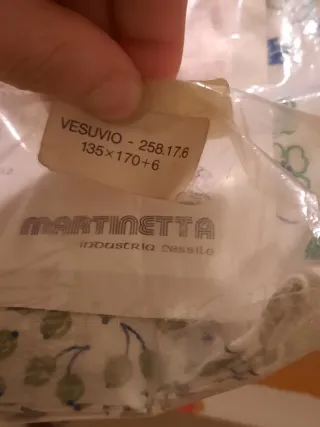 VESUVIO - 258.17.6
135×170+6
MARTINETTA
industria tessile